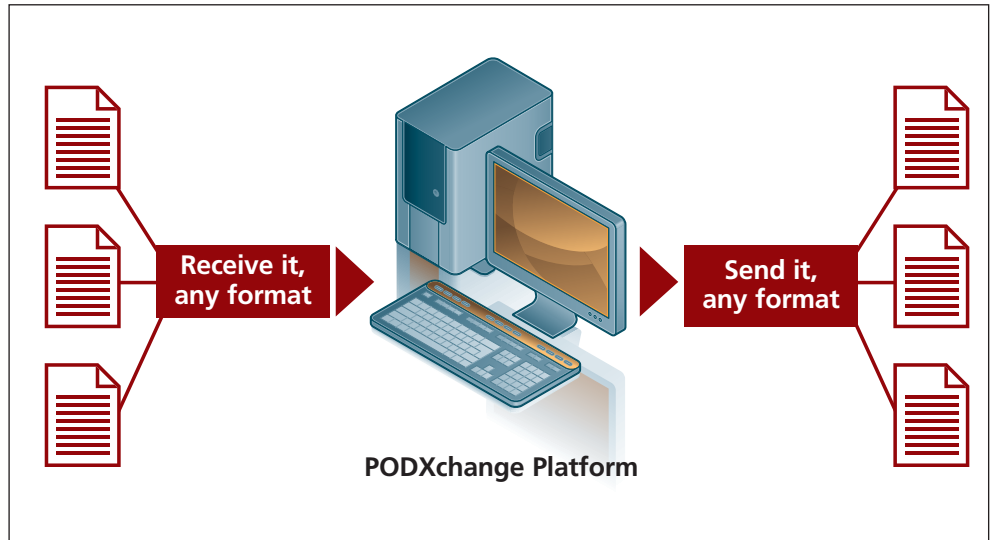 Receive it,
any format
Send it,
any format
PODXchange Platform